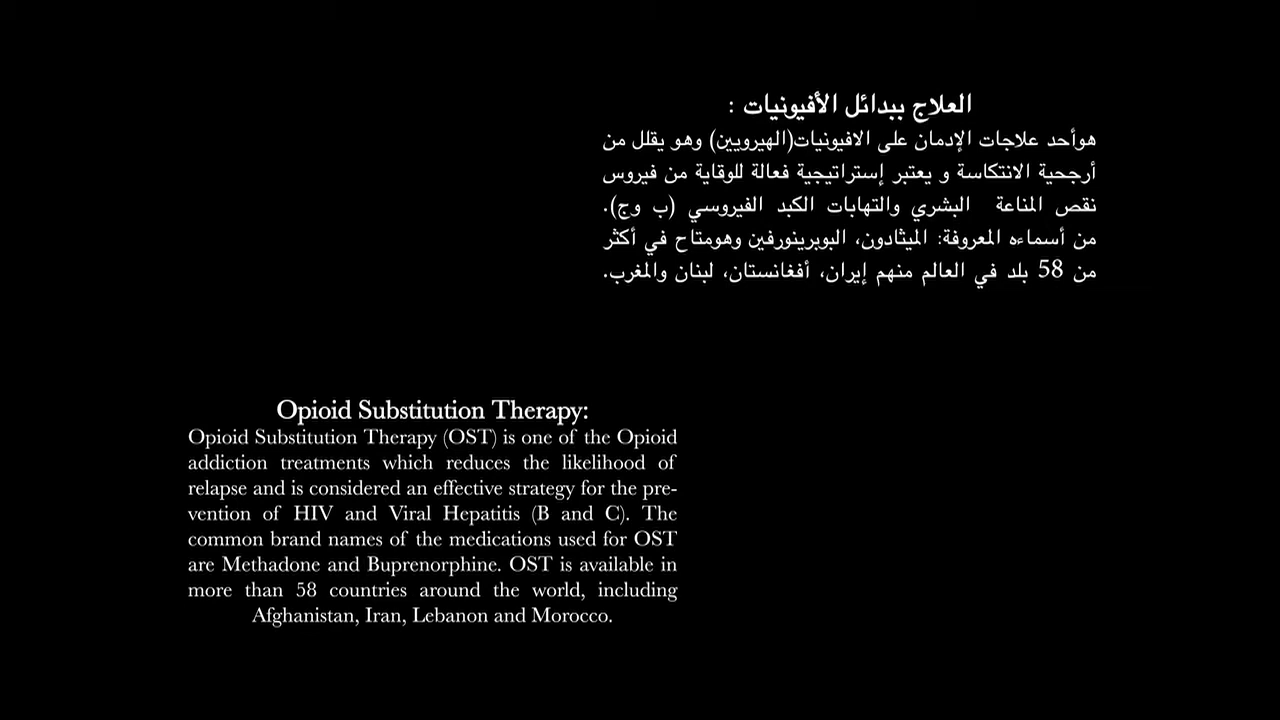 العلاج ببدائل الأفيونيات :
هوأحد علاجات الإدمان على الافيونيات(الهيرويين) وهو يقلل من
أرجحية الانتكاسة و يعتبر إستراتيجية فعالة للوقاية من فيروس
نقص المناعة البشري والتهابات الكبد الفيروسي (ب وج).
من أسماءه المعروفة: الميثادون، البوبرينورفين وهومتاح في أكثر
من 58 بلد في العالم منهم إيران، أفغانستان، لبنان والمغرب.
Opioid Substitution Therapy:
Opioid Substitution Therapy (OST) is one of the Opioid
addiction treatments which reduces the likelihood of
relapse and is considered an effective strategy for the pre-
vention of HIV and Viral Hepatitis (B and C). The
common brand names of the medications used for OST
are Methadone and Buprenorphine. OST is available in
more than 58 countries around the world, including
Afghanistan, Iran, Lebanon and Morocco.